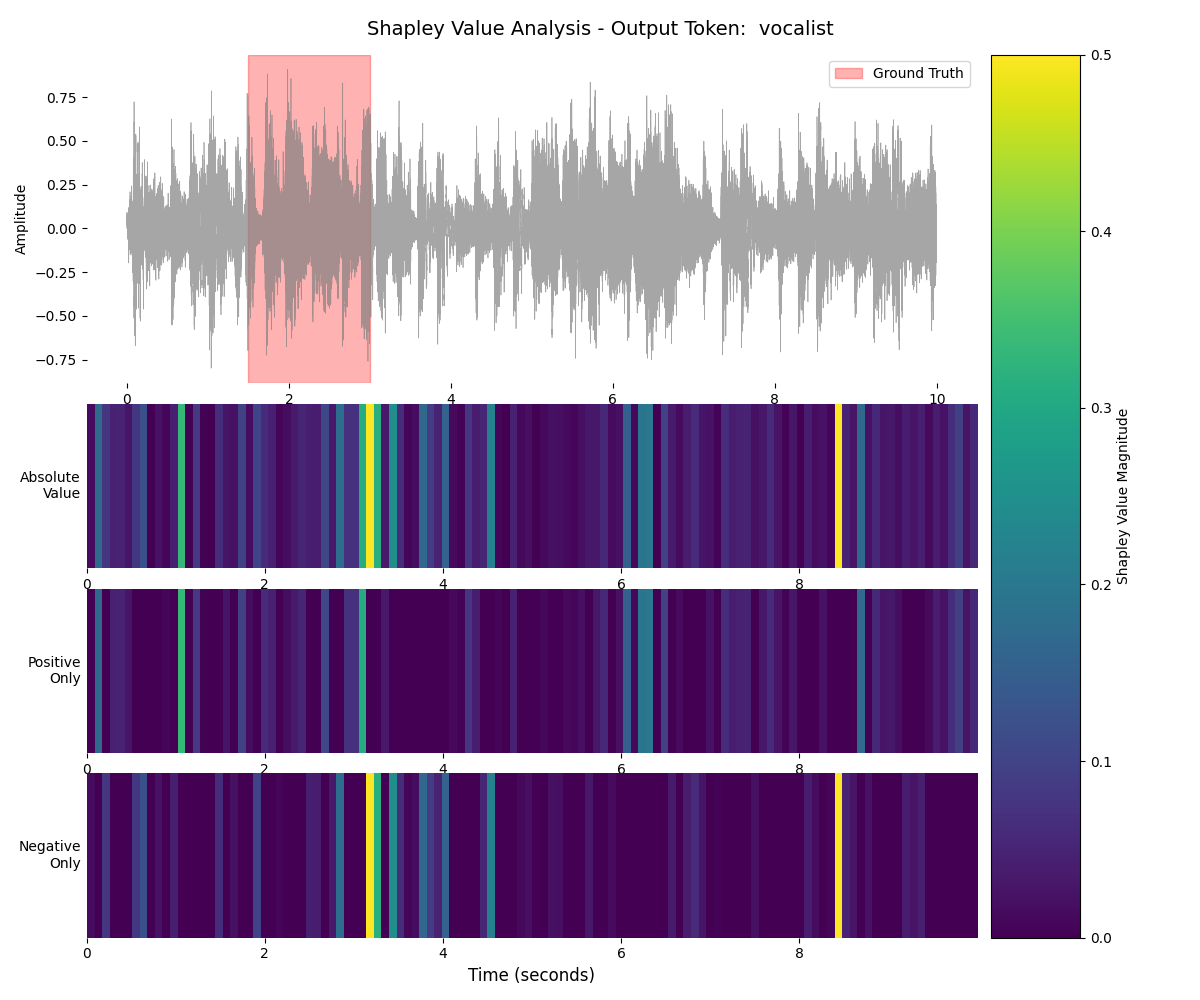 Shapley Value Analysis - Output Token:  vocalist
Ground Truth
Amplitude
0.75
0.50
0.25
0.00
−0.25
−0.50
−0.75
0 2 4 6 8 10
Absolute
Value
0 2 4 6 8
Positive
Only
0 2 4 6 8
Negative
Only
0 2 4 6 8
Time (seconds)
0.5
0.4
0.3
0.2
0.1
0.0
Shapley Value Magnitude